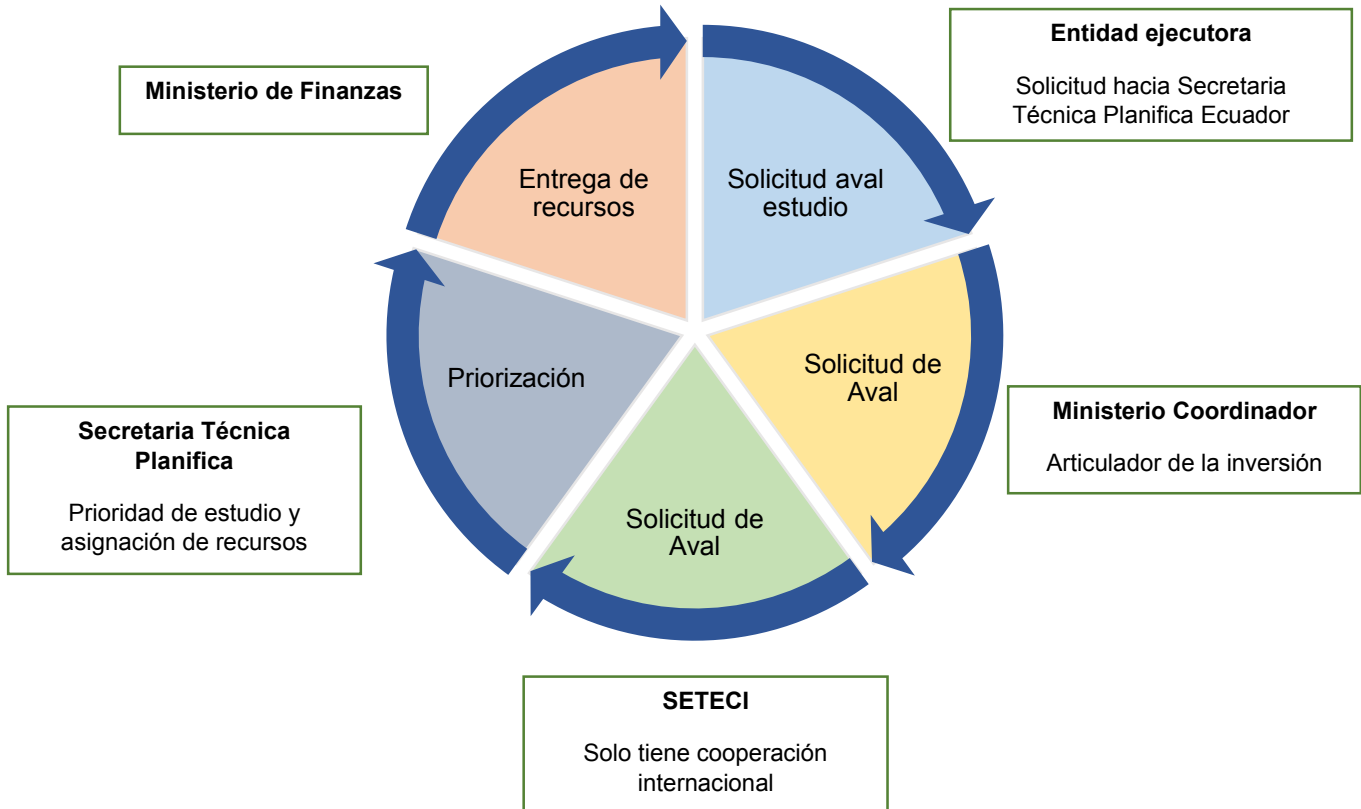 Entidad ejecutora
Solicitud hacia Secretaria
Técnica Planifica Ecuador
Ministerio de Finanzas
Entrega de
recursos
Solicitud aval
estudio
Priorización
Solicitud de
Aval
Secretaria Técnica
Planifica
Prioridad de estudio y
asignación de recursos
Ministerio Coordinador
Articulador de la inversión
Solicitud de
Aval
SETECI
Solo tiene cooperación
internacional